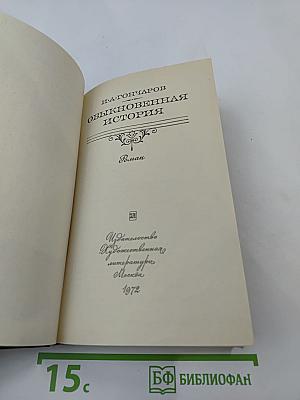 И·А·ГОНЧАРОВ
ОБЫКНОВЕННАЯ
ИСТОРИЯ
Роман
Издательство
„Художественная
литература“
Москва
1972
15с
БФ БИБЛИОФАН